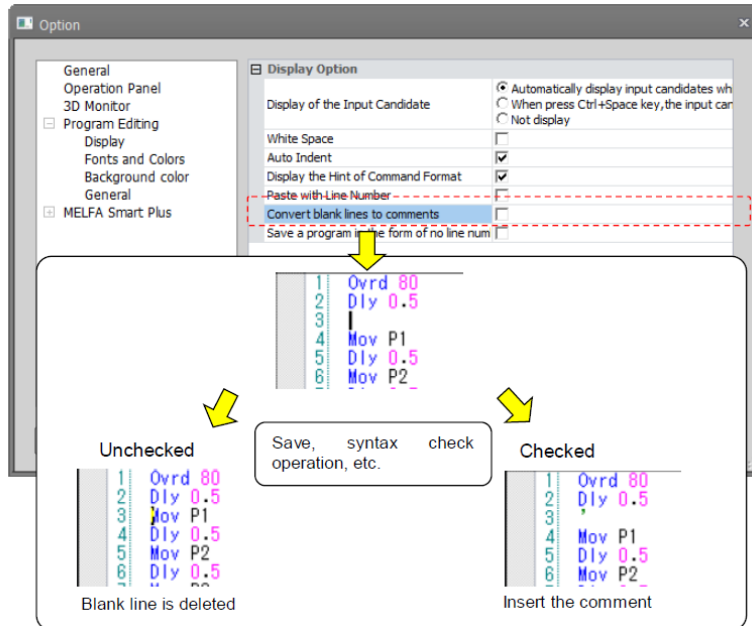 Option
General
Operation Panel
3D Monitor
Program Editing
Display
Fonts and Colors
Background color
General
MELFA Smart Plus
Display Option
Display of the Input Candidate
Automatically display input candidates wh
When press Ctrl+Space key,the input can
Not display
White Space
Auto Indent
Display the Hint of Command Format
Paste with Line Number
Convert blank lines to comments
Save a program in the form of no line num
1 Ovrd 80
2 Dly 0.5
3
4 Mov P1
5 Dly 0.5
6 Mov P2
Save, syntax check
operation, etc.
Unchecked
1 Ovrd 80
2 Dly 0.5
3 Mov P1
4 Dly 0.5
5 Mov P2
6 Dly 0.5
Blank line is deleted
Checked
1 Ovrd 80
2 Dly 0.5
3 '
4 Mov P1
5 Dly 0.5
6 Mov P2
Insert the comment